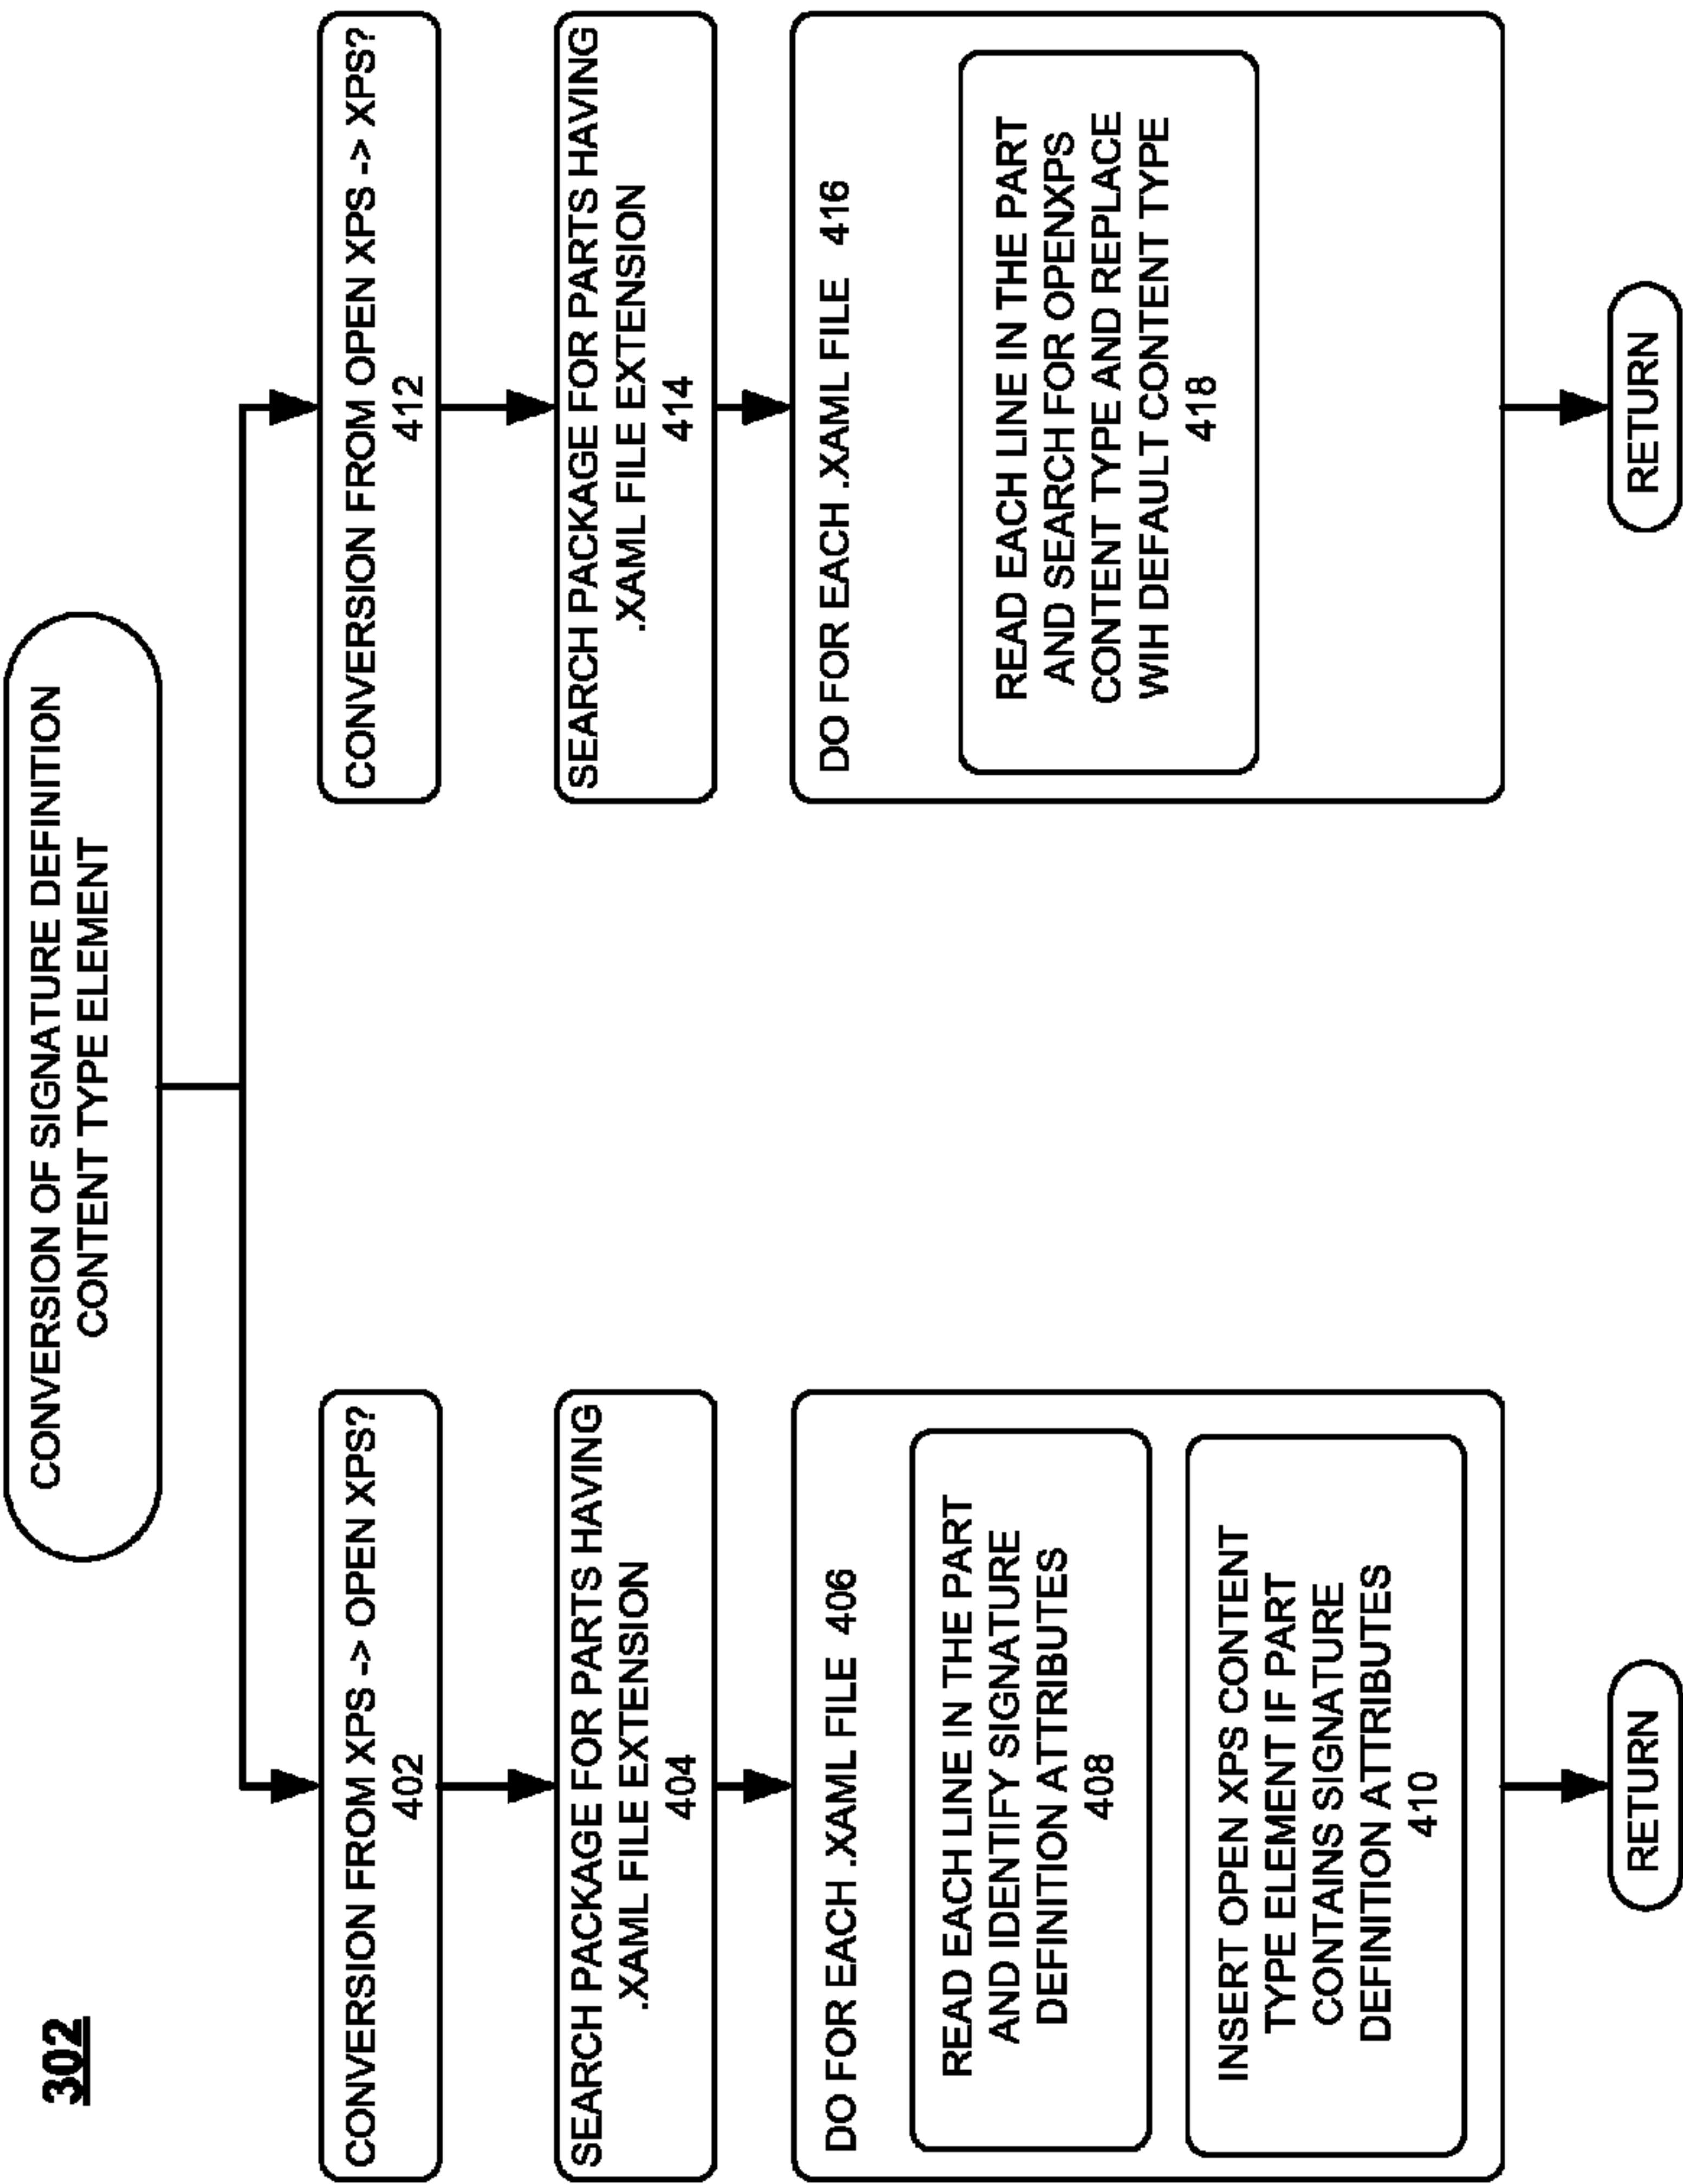 302
CONVERSION OF SIGNATURE DEFINITION
CONTENT TYPE ELEMENT
CONVERSION FROM XPS -> OPEN XPS?
402
SEARCH PACKAGE FOR PARTS HAVING
.XAML FILE EXTENSION
404
DO FOR EACH .XAML FILE 406
READ EACH LINE IN THE PART
AND IDENTIFY SIGNATURE
DEFINITION ATTRIBUTES
408
INSERT OPEN XPS CONTENT
TYPE ELEMENT IF PART
CONTAINS SIGNATURE
DEFINITION ATTRIBUTES
410
RETURN
CONVERSION FROM OPEN XPS -> XPS?
412
SEARCH PACKAGE FOR PARTS HAVING
.XAML FILE EXTENSION
414
DO FOR EACH .XAML FILE 416
READ EACH LINE IN THE PART
AND SEARCH FOR OPENXPS
CONTENT TYPE AND REPLACE
WIH DEFAULT CONTENT TYPE
418
RETURN